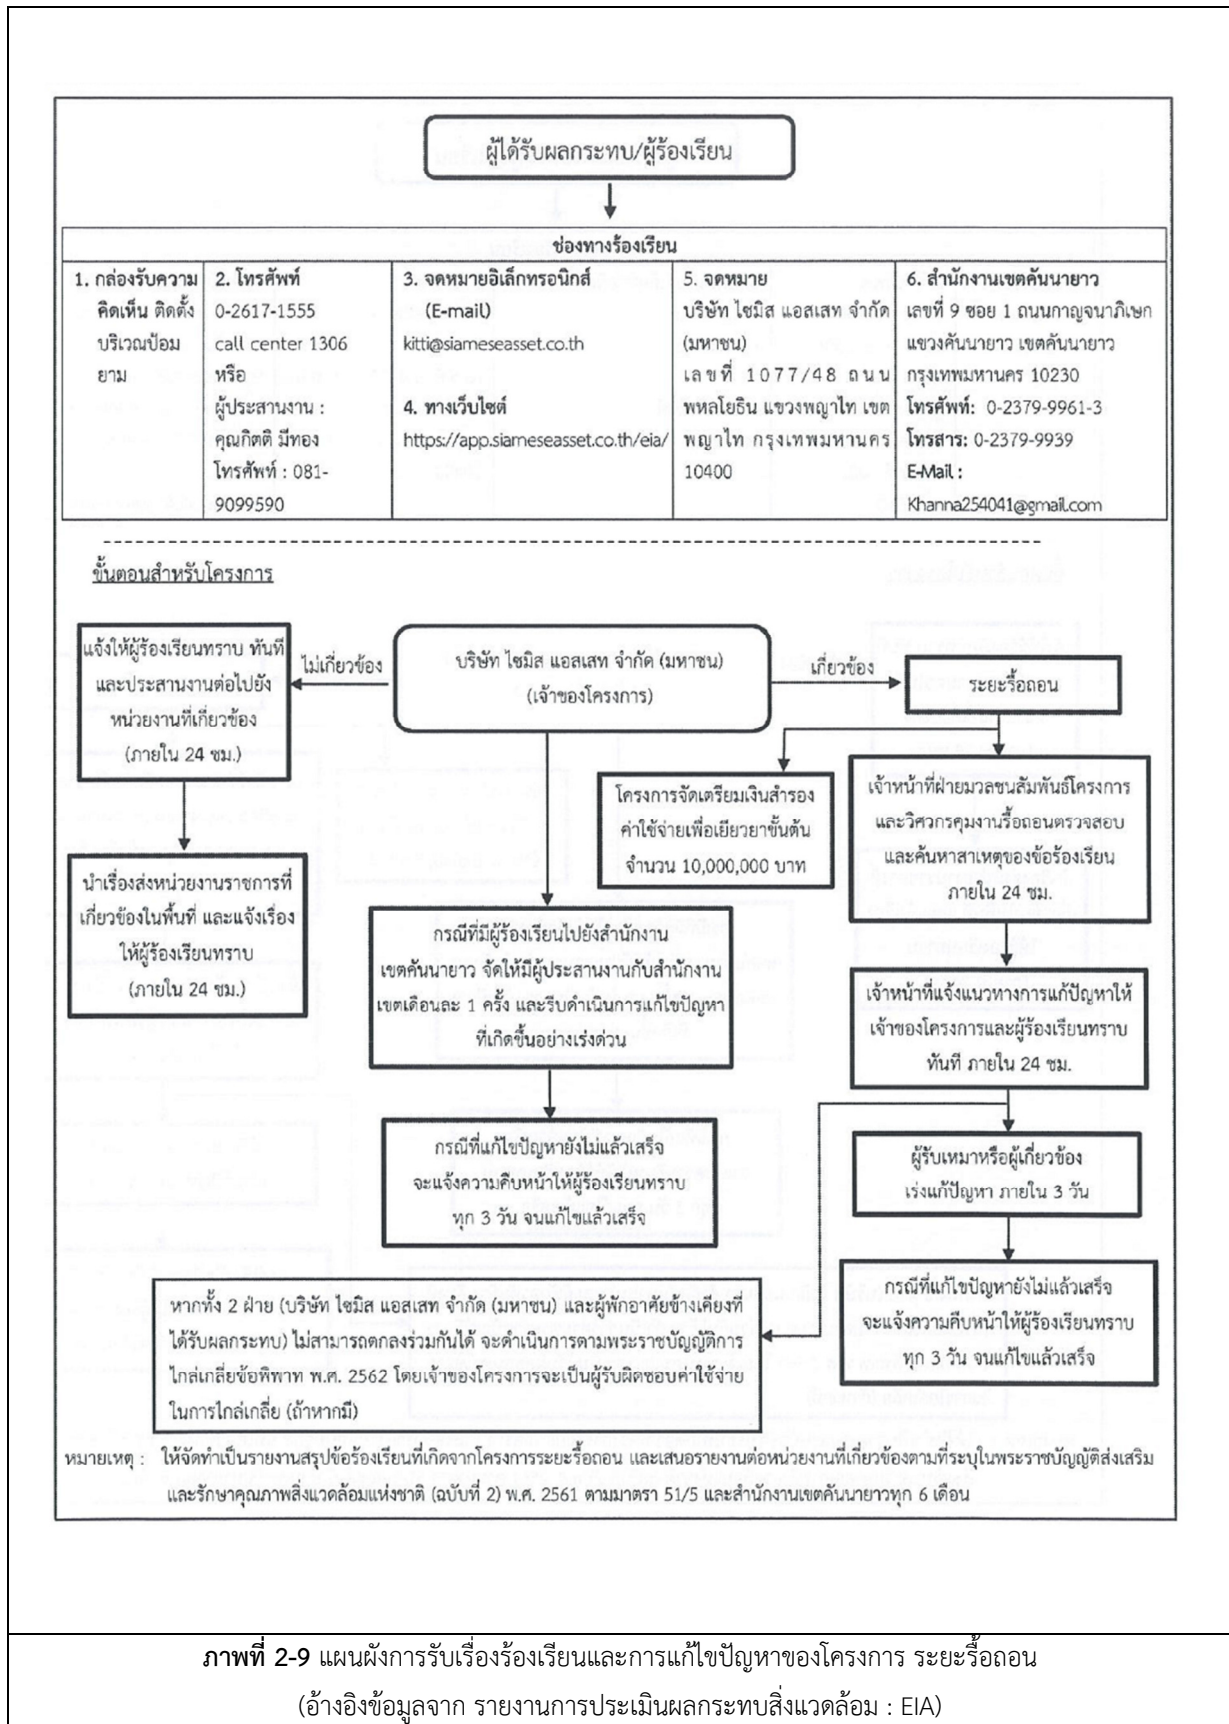 ผู้ได้รับผลกระทบ/ผู้ร้องเรียน
ช่องทางร้องเรียน
1. กล่องรับความ
คิดเห็น ติดตั้ง
บริเวณป้อม
ยาม
2. โทรศัพท์
0-2617-1555
call center 1306
หรือ
ผู้ประสานงาน :
คุณกิตติ มีทอง
โทรศัพท์ : 081-
9099590
3. จดหมายอิเล็กทรอนิกส์
(E-mail)
kitti@siameseasset.co.th
4. ทางเว็บไซต์
https://app.siameseasset.co.th/eia/
5. จดหมาย
บริษัท ไซมิส แอสเสท จำกัด
(มหาชน)
เลขที่ 1077/48 ถนน
พหลโยธิน แขวงพญาไท เขต
พญาไท กรุงเทพมหานคร
10400
6. สำนักงานเขตคันนายาว
เลขที่ 9 ซอย 1 ถนนกาญจนาภิเษก
แขวงคันนายาว เขตคันนายาว
กรุงเทพมหานคร 10230
โทรศัพท์: 0-2379-9961-3
โทรสาร: 0-2379-9939
E-Mail :
Khanna254041@gmail.com
ขั้นตอนสำหรับโครงการ
แจ้งให้ผู้ร้องเรียนทราบ ทันที
และประสานงานต่อไปยัง
หน่วยงานที่เกี่ยวข้อง
(ภายใน 24 ชม.)
ไม่เกี่ยวข้อง
บริษัท ไซมิส แอสเสท จำกัด (มหาชน)
(เจ้าของโครงการ)
เกี่ยวข้อง
ระยะรื้อถอน
โครงการจัดเตรียมเงินสำรอง
ค่าใช้จ่ายเพื่อเยียวยาขั้นต้น
จำนวน 10,000,000 บาท
เจ้าหน้าที่ฝ่ายมวลชนสัมพันธ์โครงการ
และวิศวกรคุมงานรื้อถอนตรวจสอบ
และค้นหาสาเหตุของข้อร้องเรียน
ภายใน 24 ชม.
นำเรื่องส่งหน่วยงานราชการที่
เกี่ยวข้องในพื้นที่ และแจ้งเรื่อง
ให้ผู้ร้องเรียนทราบ
(ภายใน 24 ชม.)
กรณีที่มีผู้ร้องเรียนไปยังสำนักงาน
เขตคันนายาว จัดให้มีผู้ประสานงานกับสำนักงาน
เขตเดือนละ 1 ครั้ง และรีบดำเนินการแก้ไขปัญหา
ที่เกิดขึ้นอย่างเร่งด่วน
เจ้าหน้าที่แจ้งแนวทางการแก้ปัญหาให้
เจ้าของโครงการและผู้ร้องเรียนทราบ
ทันที ภายใน 24 ชม.
กรณีที่แก้ไขปัญหายังไม่แล้วเสร็จ
จะแจ้งความคืบหน้าให้ผู้ร้องเรียนทราบ
ทุก 3 วัน จนแก้ไขแล้วเสร็จ
ผู้รับเหมาหรือผู้เกี่ยวข้อง
เร่งแก้ปัญหา ภายใน 3 วัน
กรณีที่แก้ไขปัญหายังไม่แล้วเสร็จ
จะแจ้งความคืบหน้าให้ผู้ร้องเรียนทราบ
ทุก 3 วัน จนแก้ไขแล้วเสร็จ
หากทั้ง 2 ฝ่าย (บริษัท ไซมิส แอสเสท จำกัด (มหาชน) และผู้พักอาศัยข้างเคียงที่
ได้รับผลกระทบ) ไม่สามารถตกลงร่วมกันได้ จะดำเนินการตามพระราชบัญญัติการ
ไกล่เกลี่ยข้อพิพาท พ.ศ. 2562 โดยเจ้าของโครงการจะเป็นผู้รับผิดชอบค่าใช้จ่าย
ในการไกล่เกลี่ย (ถ้าหากมี)
หมายเหตุ : ให้จัดทำเป็นรายงานสรุปข้อร้องเรียนที่เกิดจากโครงการระยะรื้อถอน และเสนอรายงานต่อหน่วยงานที่เกี่ยวข้องตามที่ระบุในพระราชบัญญัติส่งเสริม
และรักษาคุณภาพสิ่งแวดล้อมแห่งชาติ (ฉบับที่ 2) พ.ศ. 2561 ตามมาตรา 51/5 และสำนักงานเขตคันนายาวทุก 6 เดือน
ภาพที่ 2-9 แผนผังการรับเรื่องร้องเรียนและการแก้ไขปัญหาของโครงการ ระยะรื้อถอน
(อ้างอิงข้อมูลจาก รายงานการประเมินผลกระทบสิ่งแวดล้อม : EIA)